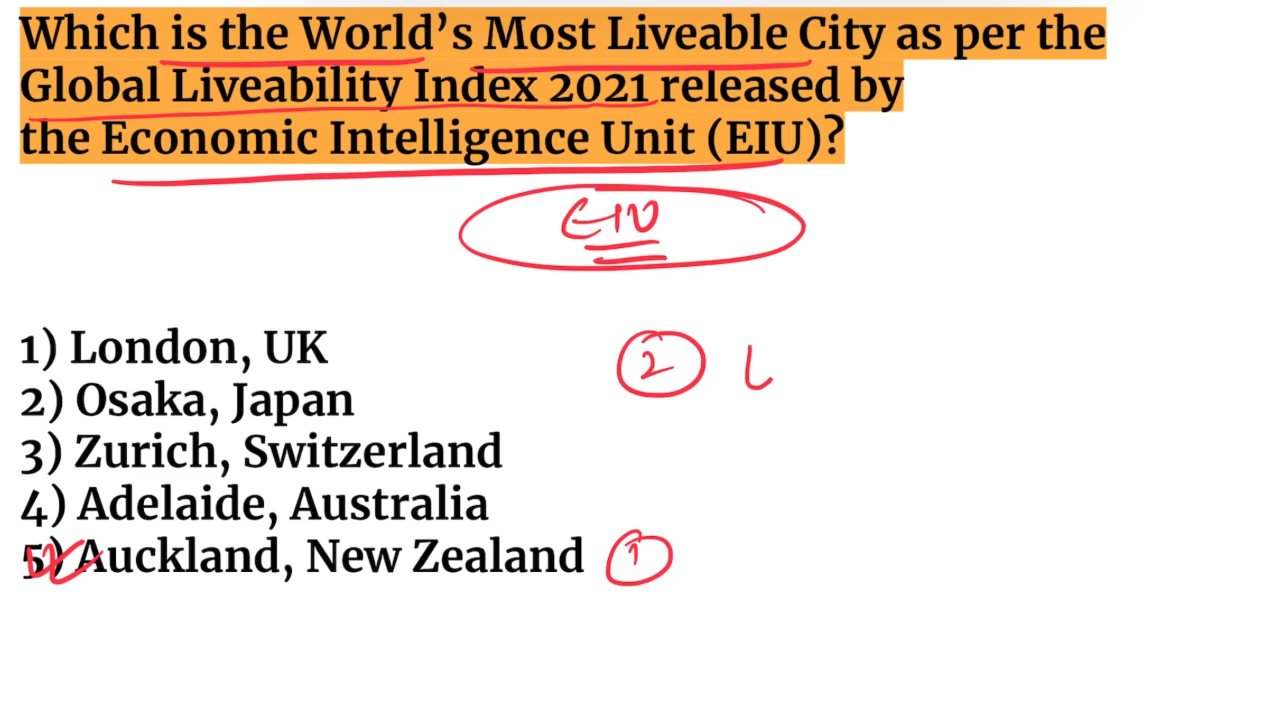 Which is the World’s Most Liveable City as per the
Global Liveability Index 2021 released by
the Economic Intelligence Unit (EIU)?
EIU
1) London, UK
2
2) Osaka, Japan
3) Zurich, Switzerland
4) Adelaide, Australia
5) Auckland, New Zealand 1